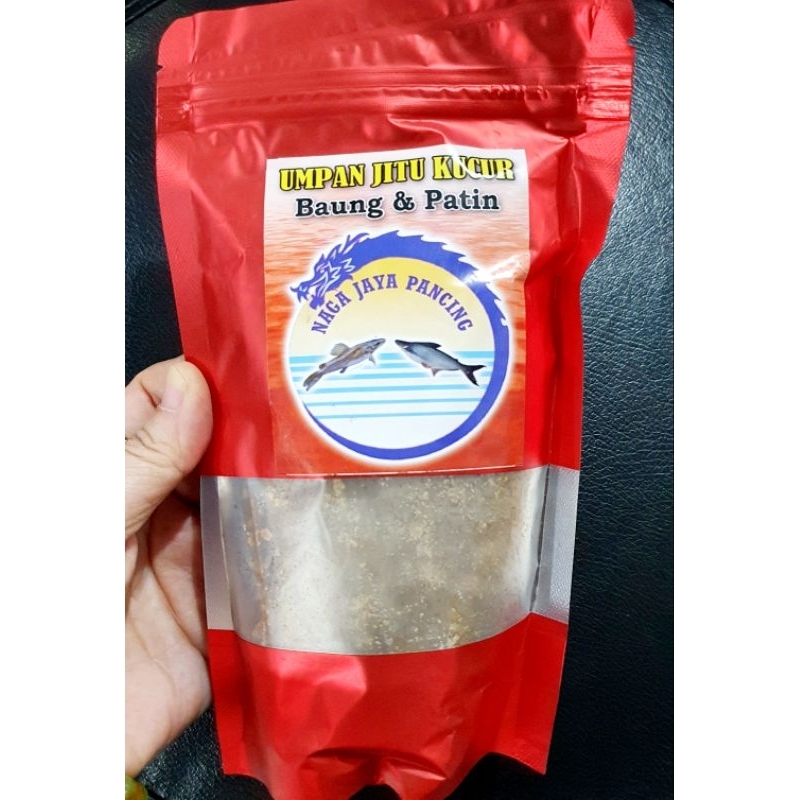 UMPAN JITU KUCUR
Baung & Patin
NAGA JAYA PANCING